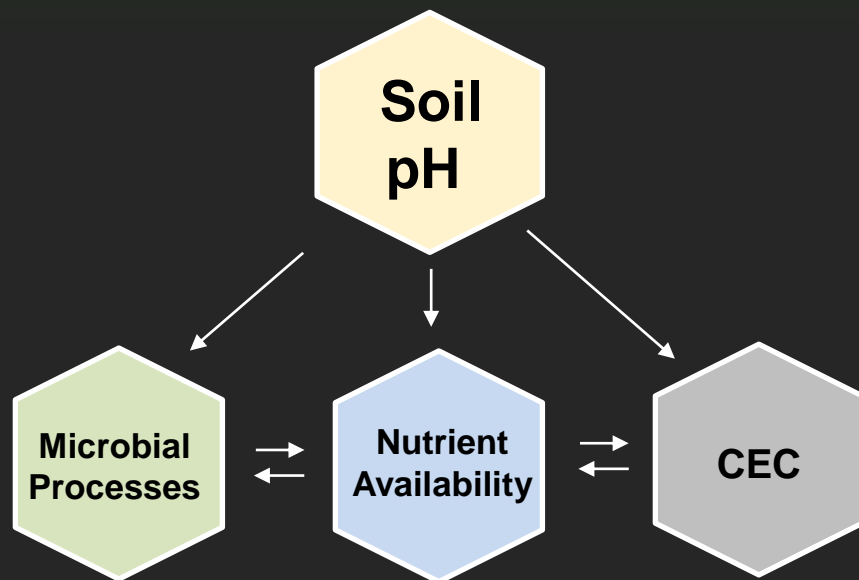 Soil
pH
Microbial
Processes
Nutrient
Availability
CEC